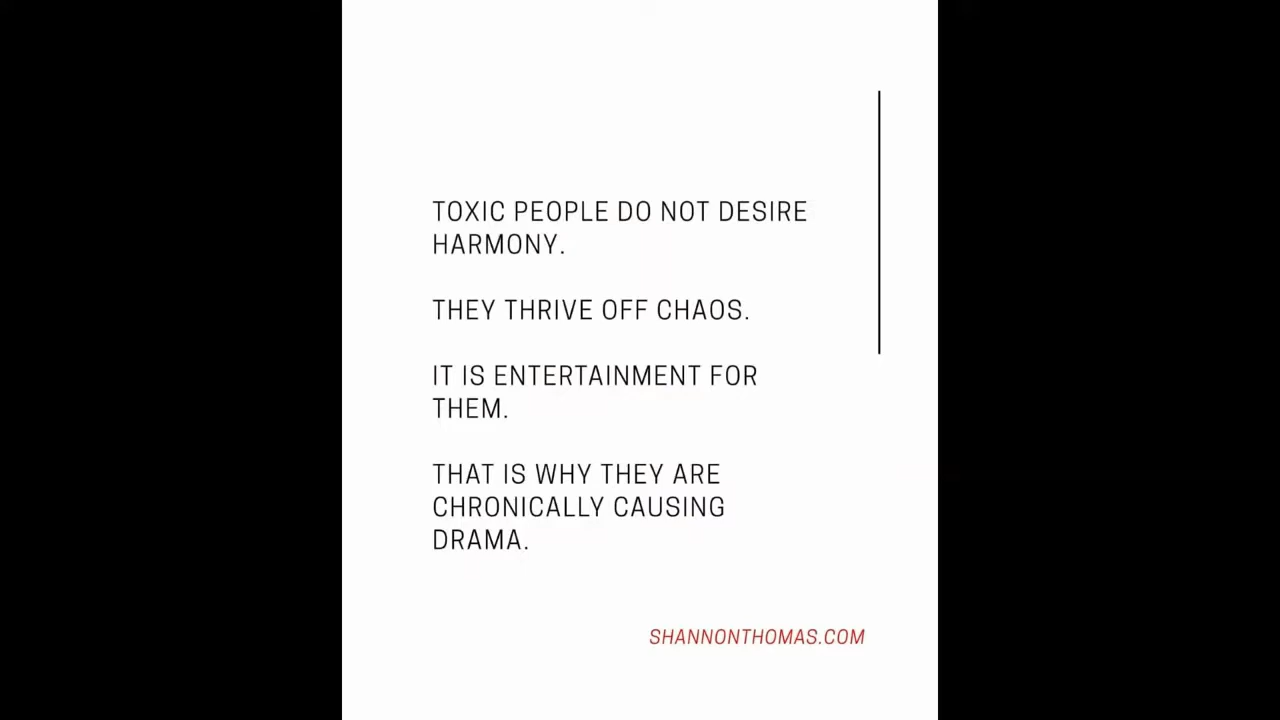 TOXIC PEOPLE DO NOT DESIRE
HARMONY.
THEY THRIVE OFF CHAOS.
IT IS ENTERTAINMENT FOR
THEM.
THAT IS WHY THEY ARE
CHRONICALLY CAUSING
DRAMA.
SHANNONTHOMAS.COM